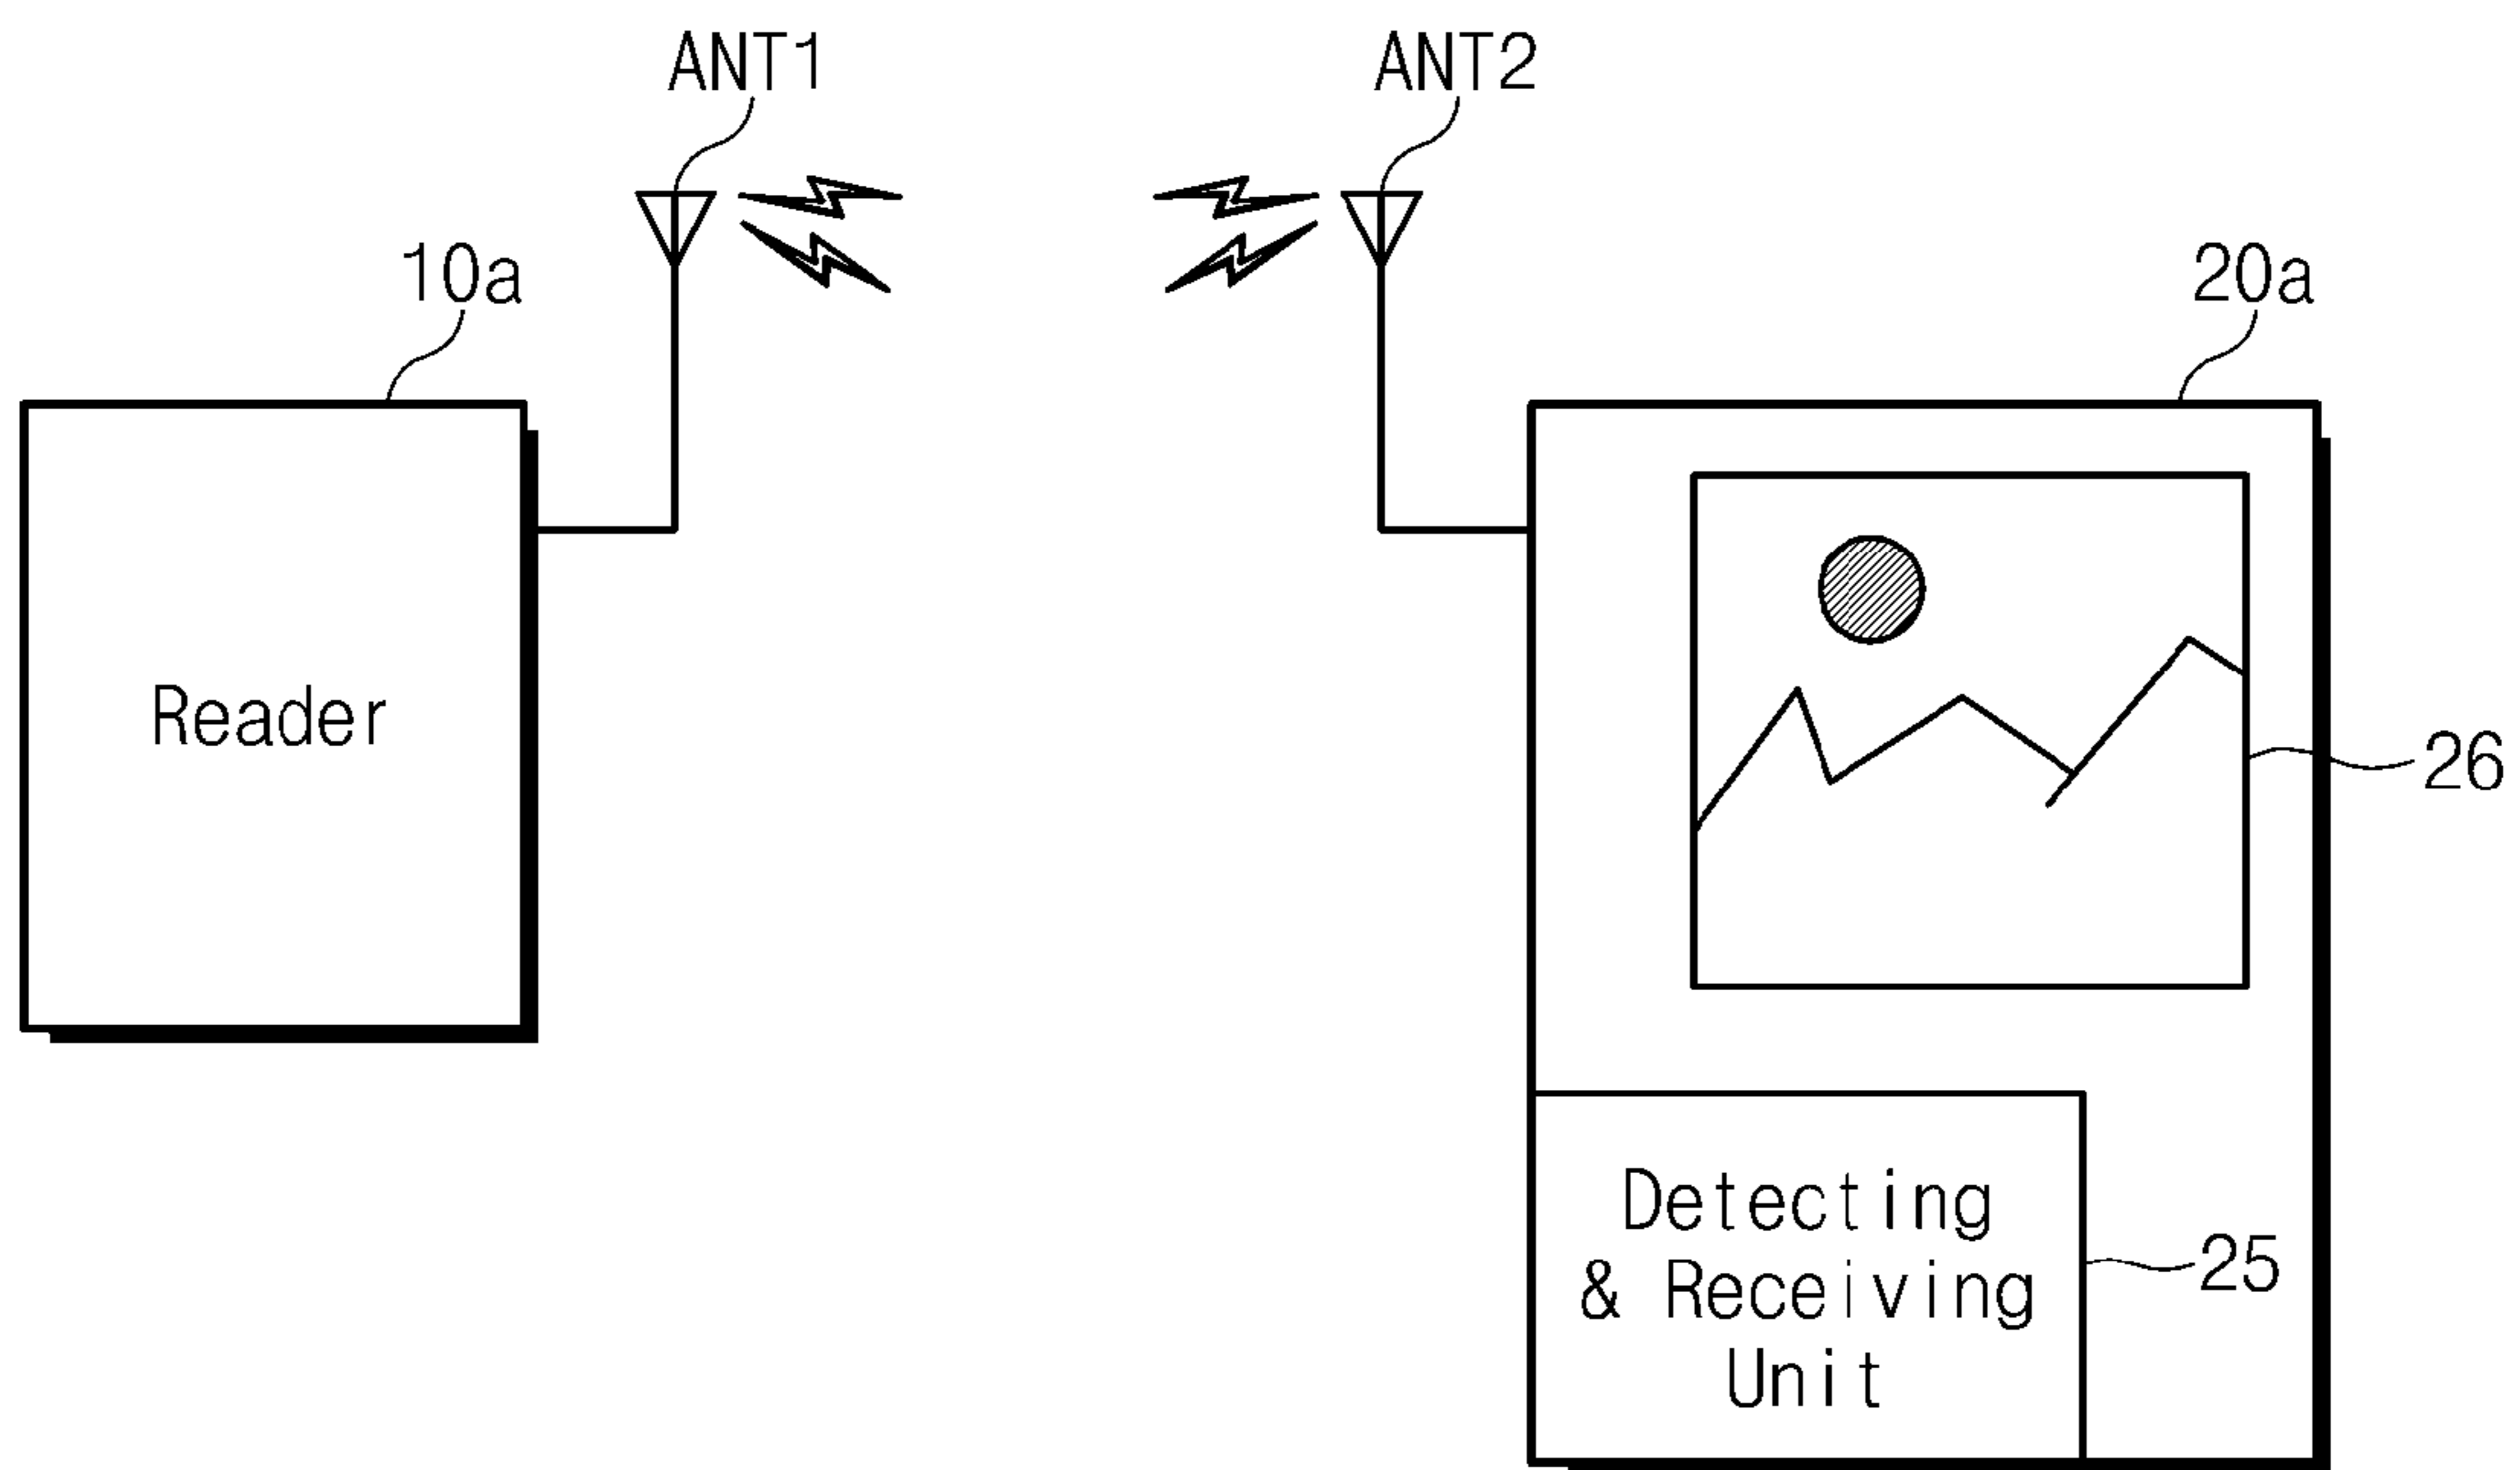 ANT1
ANT2
10a
20a
Reader
26
Detecting
& Receiving
Unit
25